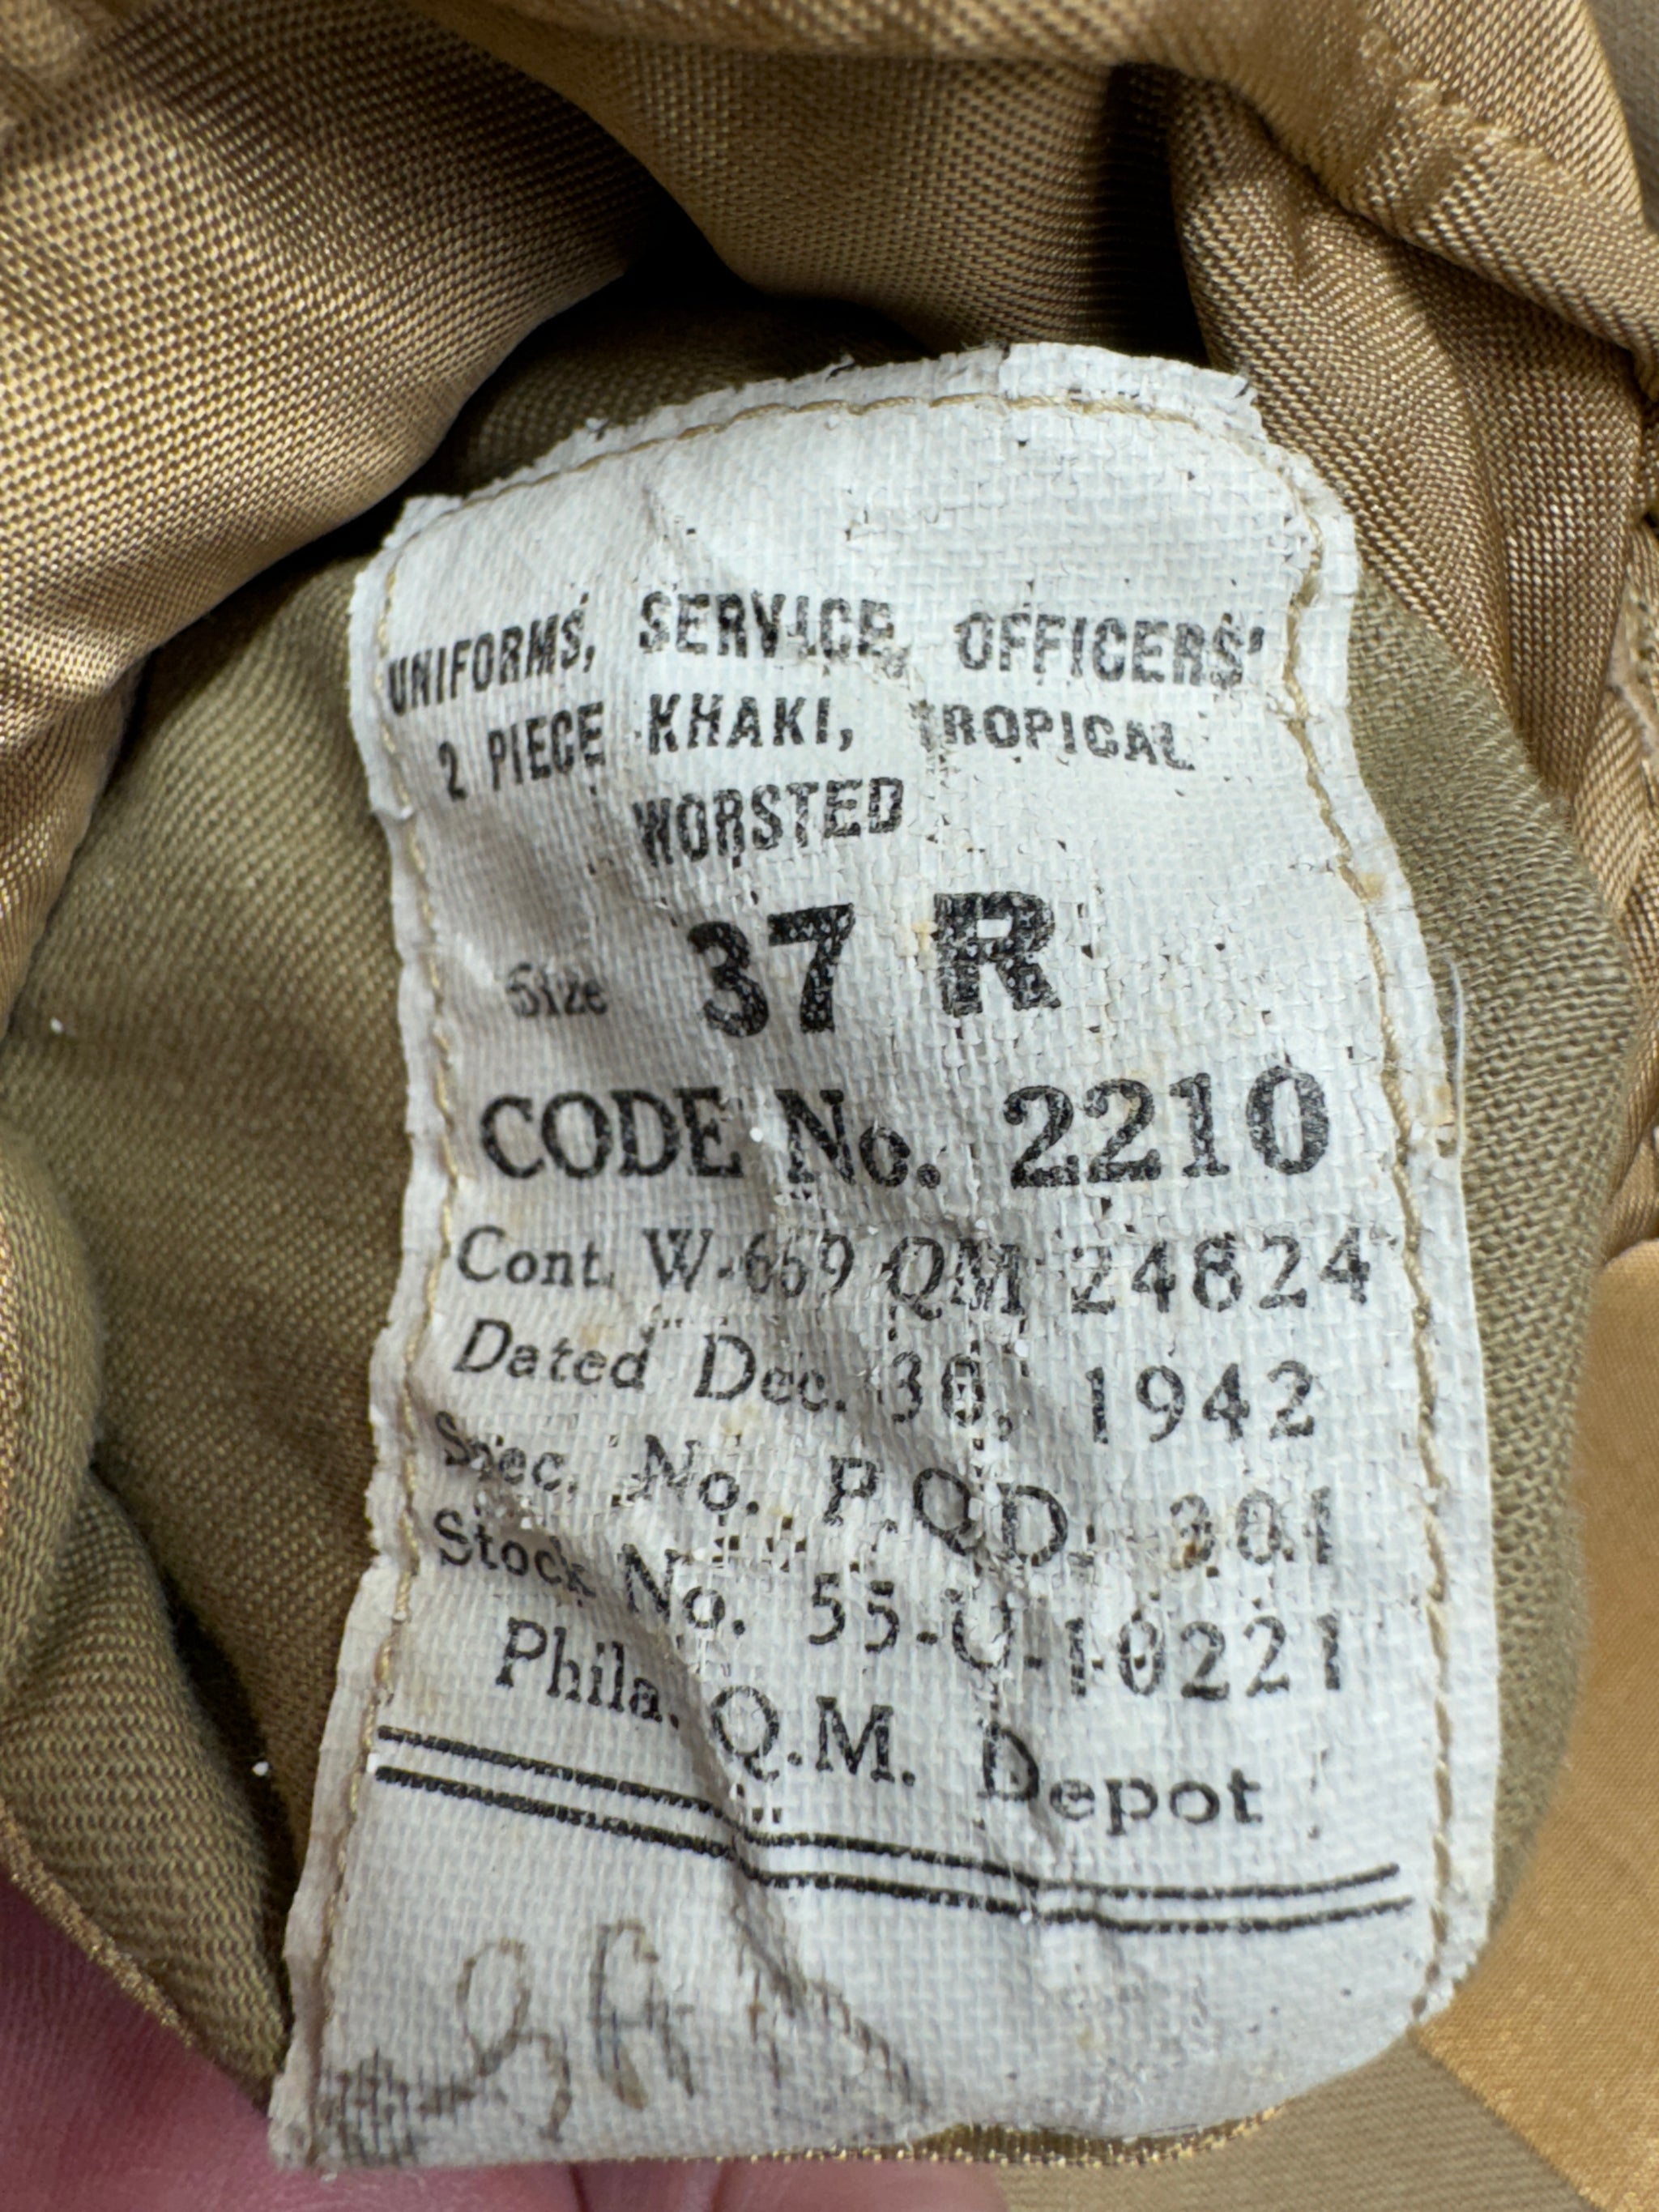 UNIFORMS, SERVICE, OFFICERS'
2 PIECE KHAKI, TROPICAL
WORSTED
Size 37 R
CODE No. 2210
Cont. W-669 QM 24824
Dated Dec. 30, 1942
Spec. No. P.Q.D. 301
Stock No. 55-U-10221
Phila. Q.M. Depot